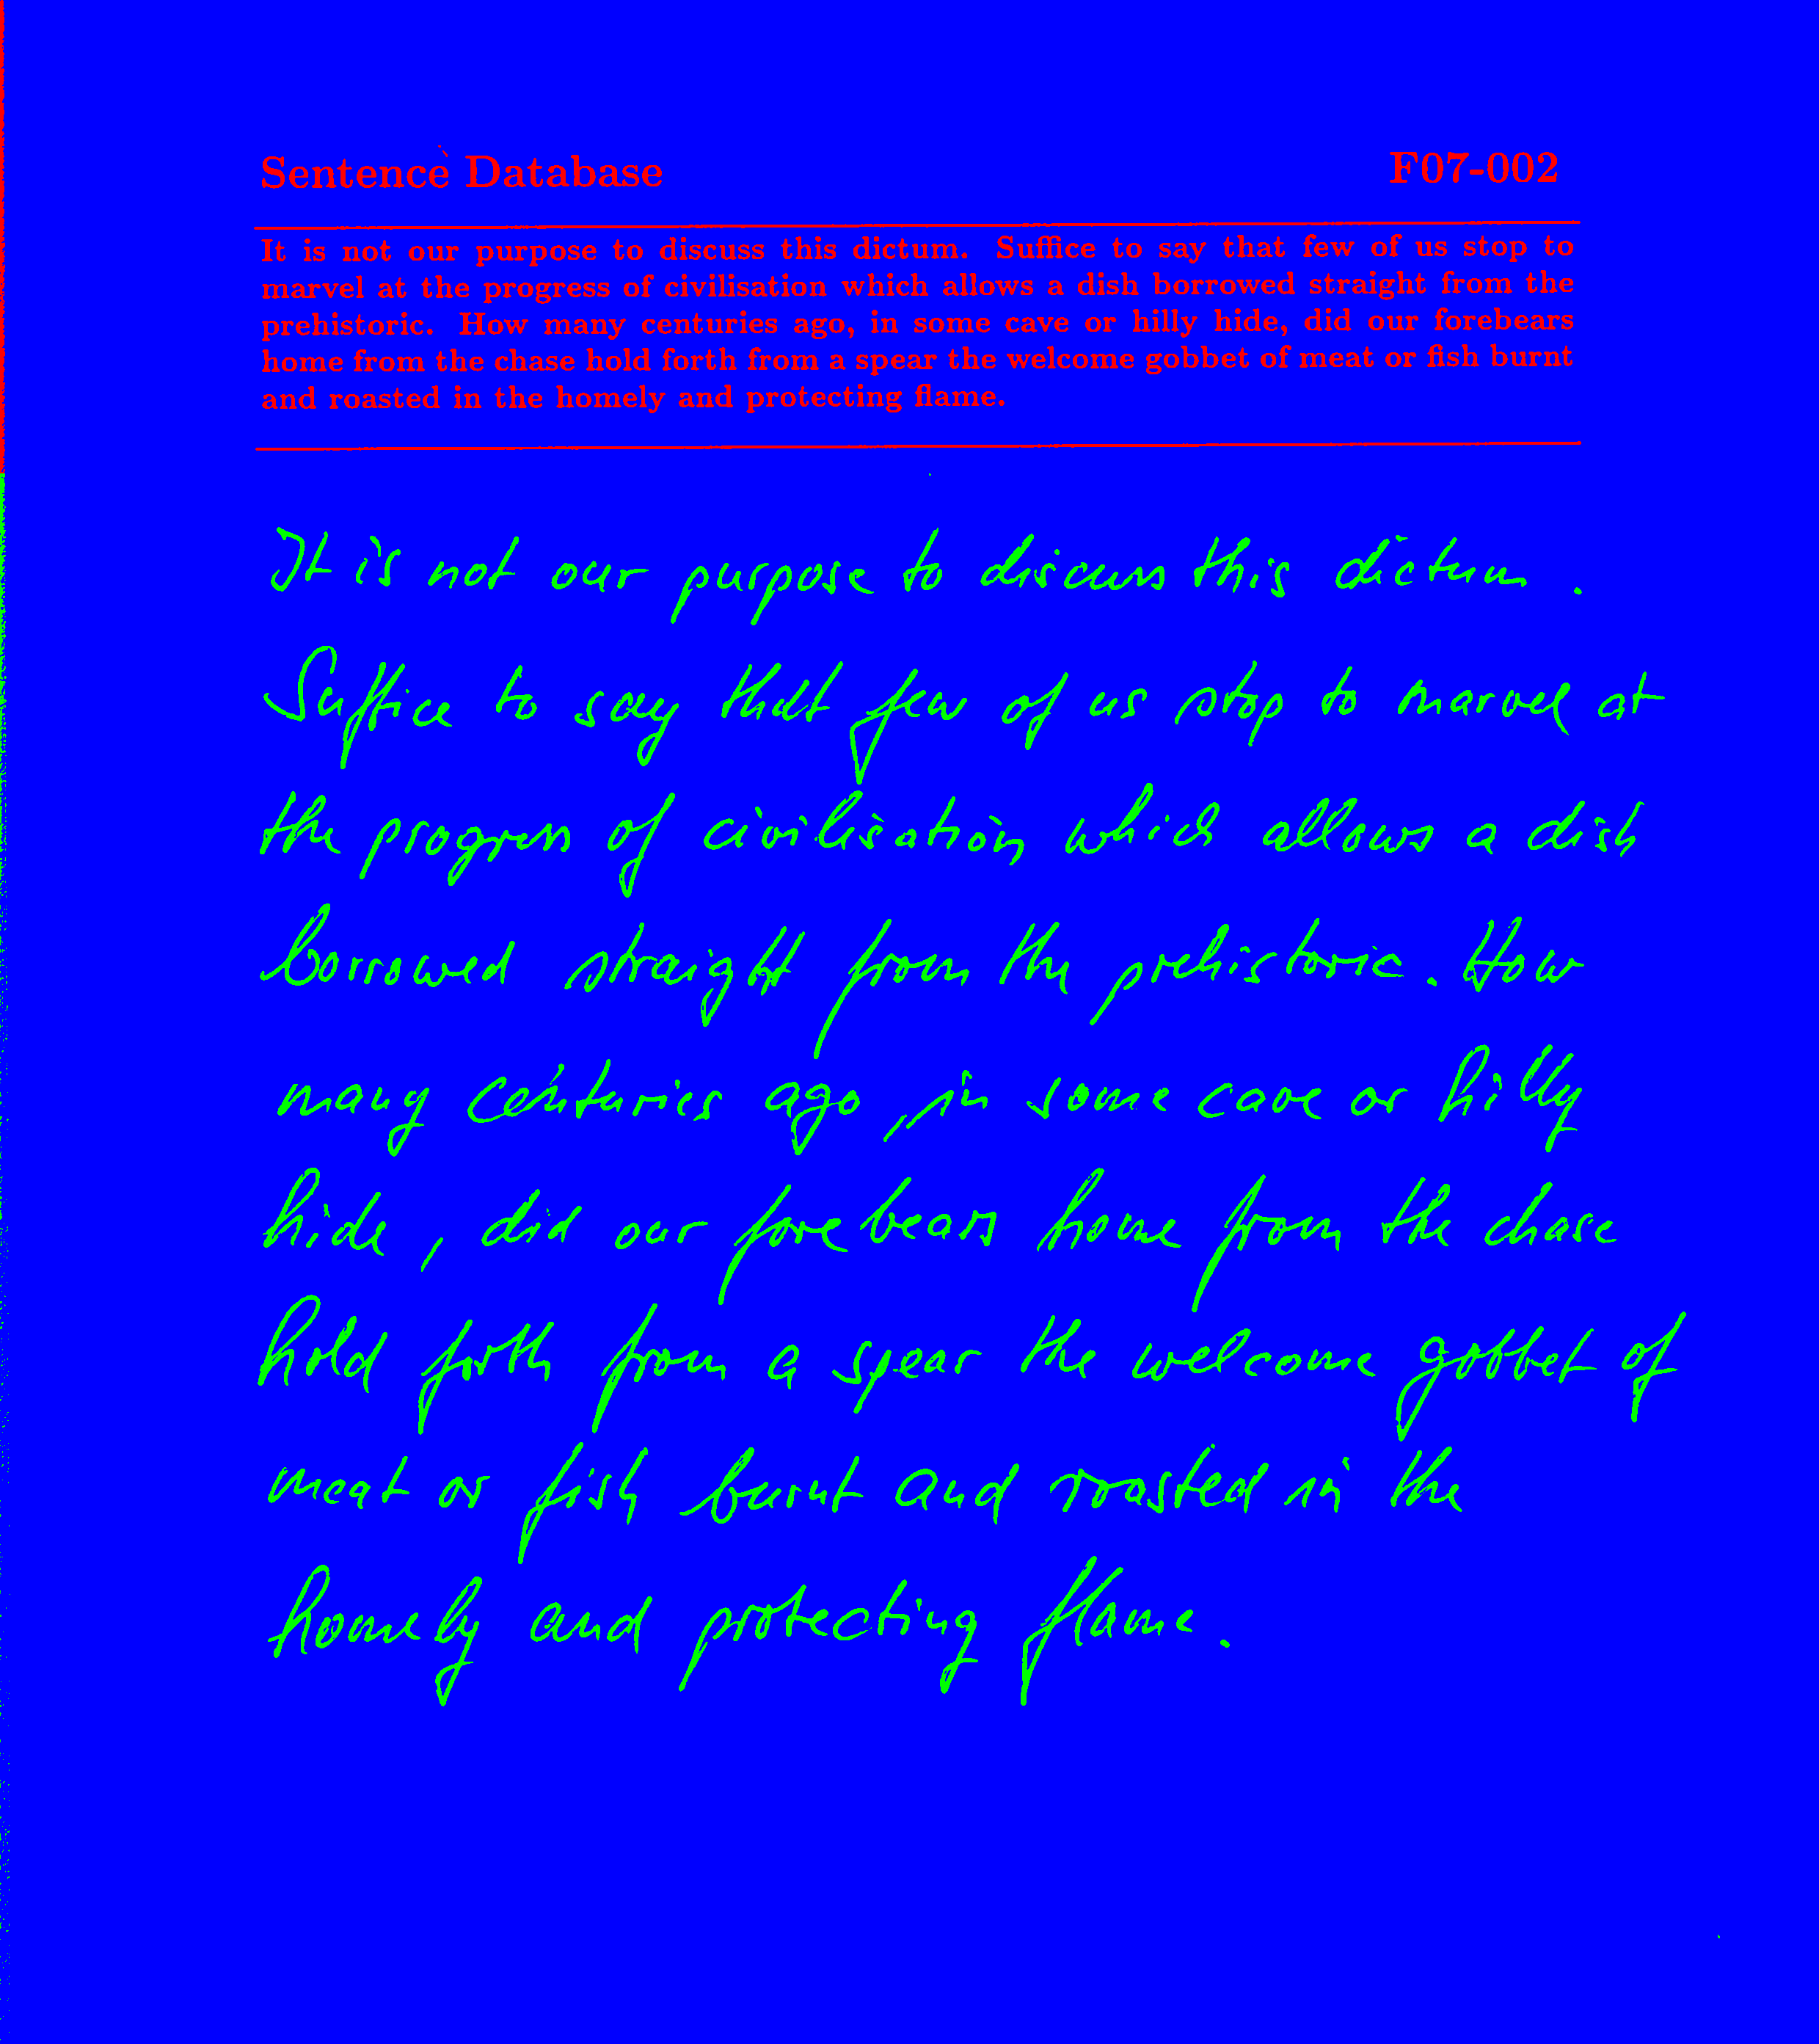 Sentence Database F07-002
It is not our purpose to discuss this dictum. Suffice to say that few of us stop to
marvel at the progress of civilisation which allows a dish borrowed straight from the
prehistoric. How many centuries ago, in some cave or hilly hide, did our forebears
home from the chase hold forth from a spear the welcome gobbet of meat or fish burnt
and roasted in the homely and protecting flame.
It is not our purpose to discuss this dictum.
Suffice to say that few of us stop to marvel at
the progress of civilisation which allows a dish
borrowed straight from the prehistoric. How
many centuries ago, in some cave or hilly
hide, did our forebears home from the chase
hold forth from a spear the welcome gobbet of
meat or fish burnt and roasted in the
homely and protecting flame.